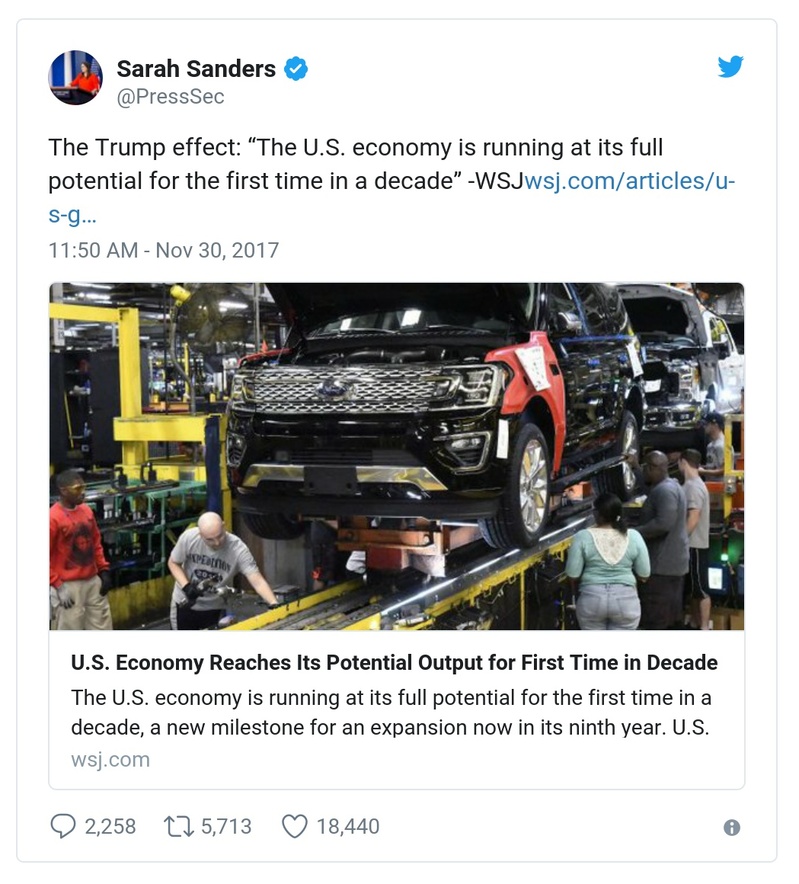 Sarah Sanders
@PressSec
The Trump effect: “The U.S. economy is running at its full
potential for the first time in a decade” -WSJwsj.com/articles/u-
s-g…
11:50 AM - Nov 30, 2017
EXPEDITION
U.S. Economy Reaches Its Potential Output for First Time in Decade
The U.S. economy is running at its full potential for the first time in a
decade, a new milestone for an expansion now in its ninth year. U.S.
wsj.com
2,258 5,713 18,440